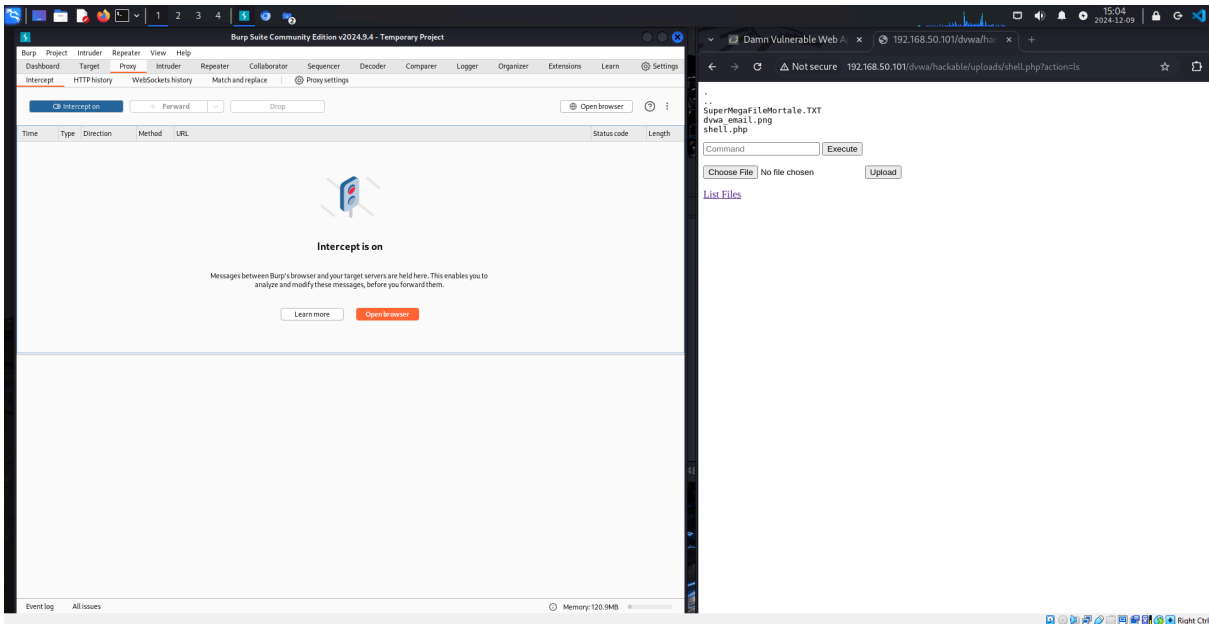 1 2 3 4
15:04
2024-12-09
Burp Suite Community Edition v2024.9.4 - Temporary Project
Burp Project Intruder Repeater View Help
Dashboard Target Proxy Intruder Repeater Collaborator Sequencer Decoder Comparer Logger Organizer Extensions Learn Settings
Intercept HTTP history WebSockets history Match and replace Proxy settings
Intercept on Forward Drop Open browser
Time Type Direction Method URL Status code Length
Intercept is on
Messages between Burp's browser and your target servers are held here. This enables you to
analyze and modify these messages, before you forward them.
Learn more Open browser
Event log All issues Memory: 120.9MB
Damn Vulnerable Web A 192.168.50.101/dvwa/ha
Not secure 192.168.50.101/dvwa/hackable/uploads/shell.php?action=ls
.
..
SuperMegaFileMortale.TXT
dvwa_email.png
shell.php
Command Execute
Choose File No file chosen Upload
List Files
Right Ctrl